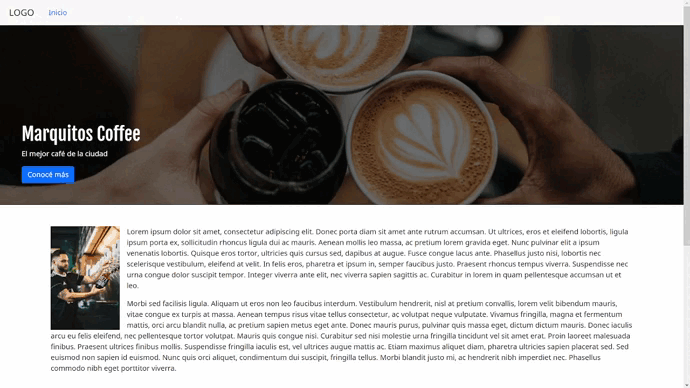 LOGO Inicio
Marquitos Coffee
El mejor café de la ciudad
Conocé más
Lorem ipsum dolor sit amet, consectetur adipiscing elit. Donec porta diam sit amet ante rutrum accumsan. Ut ultrices, eros et eleifend lobortis, ligula
ipsum porta ex, sollicitudin rhoncus ligula dui ac mauris. Aenean mollis leo massa, ac pretium lorem gravida eget. Nunc pulvinar elit a ipsum
venenatis lobortis. Quisque eros tortor, ultricies quis cursus sed, dapibus at augue. Fusce congue lacus ante. Phasellus justo nisi, lobortis nec
scelerisque vestibulum, eleifend at velit. In felis eros, pharetra et ipsum in, semper faucibus justo. Praesent rhoncus tempus viverra. Suspendisse nec
urna congue dolor suscipit tempor. Integer viverra ante elit, nec viverra sapien sagittis ac. Curabitur in lorem in quam pellentesque accumsan ut et
leo.
Morbi sed facilisis ligula. Aliquam ut eros non leo faucibus interdum. Vestibulum hendrerit, nisl at pretium convallis, lorem velit bibendum mauris,
vitae congue ex turpis at massa. Aenean tempus risus vitae tellus consectetur, ac volutpat neque vulputate. Vivamus fringilla, magna et fermentum
mattis, orci arcu blandit nulla, ac pretium sapien metus eget ante. Donec mauris purus, pulvinar quis massa eget, dictum dictum mauris. Donec iaculis
arcu eu felis eleifend, nec pellentesque tortor volutpat. Mauris quis congue nisi. Curabitur sed nisi molestie urna fringilla tincidunt vel sit amet erat. Proin laoreet malesuada
finibus. Praesent ultrices finibus mollis. Suspendisse fringilla iaculis est, vel ultrices augue mattis ac. Etiam maximus aliquet diam, pharetra ultricies sapien placerat sed. Sed
euismod non sapien id euismod. Nunc quis orci aliquet, condimentum dui suscipit, fringilla tellus. Morbi blandit justo mi, ac hendrerit nibh imperdiet nec. Phasellus
commodo nibh eget porttitor viverra.